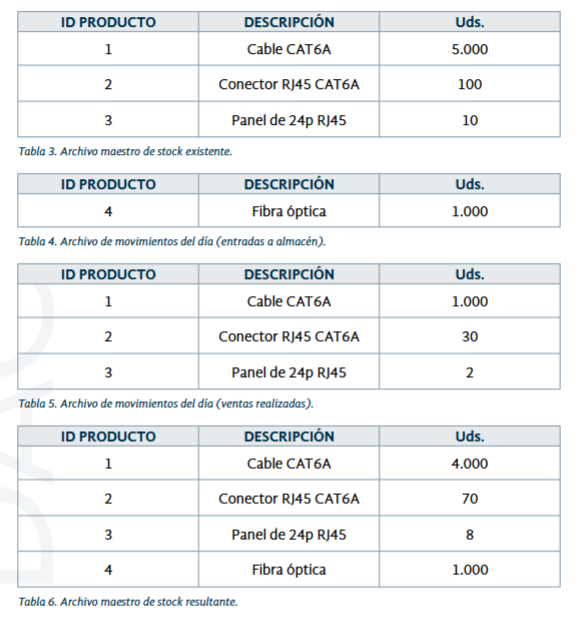 ID PRODUCTO DESCRIPCIÓN Uds.
1 Cable CAT6A 5.000
2 Conector RJ45 CAT6A 100
3 Panel de 24p RJ45 10
Tabla 3. Archivo maestro de stock existente.
ID PRODUCTO DESCRIPCIÓN Uds.
4 Fibra óptica 1.000
Tabla 4. Archivo de movimientos del día (entradas a almacén).
ID PRODUCTO DESCRIPCIÓN Uds.
1 Cable CAT6A 1.000
2 Conector RJ45 CAT6A 30
3 Panel de 24p RJ45 2
Tabla 5. Archivo de movimientos del día (ventas realizadas).
ID PRODUCTO DESCRIPCIÓN Uds.
1 Cable CAT6A 4.000
2 Conector RJ45 CAT6A 70
3 Panel de 24p RJ45 8
4 Fibra óptica 1.000
Tabla 6. Archivo maestro de stock resultante.